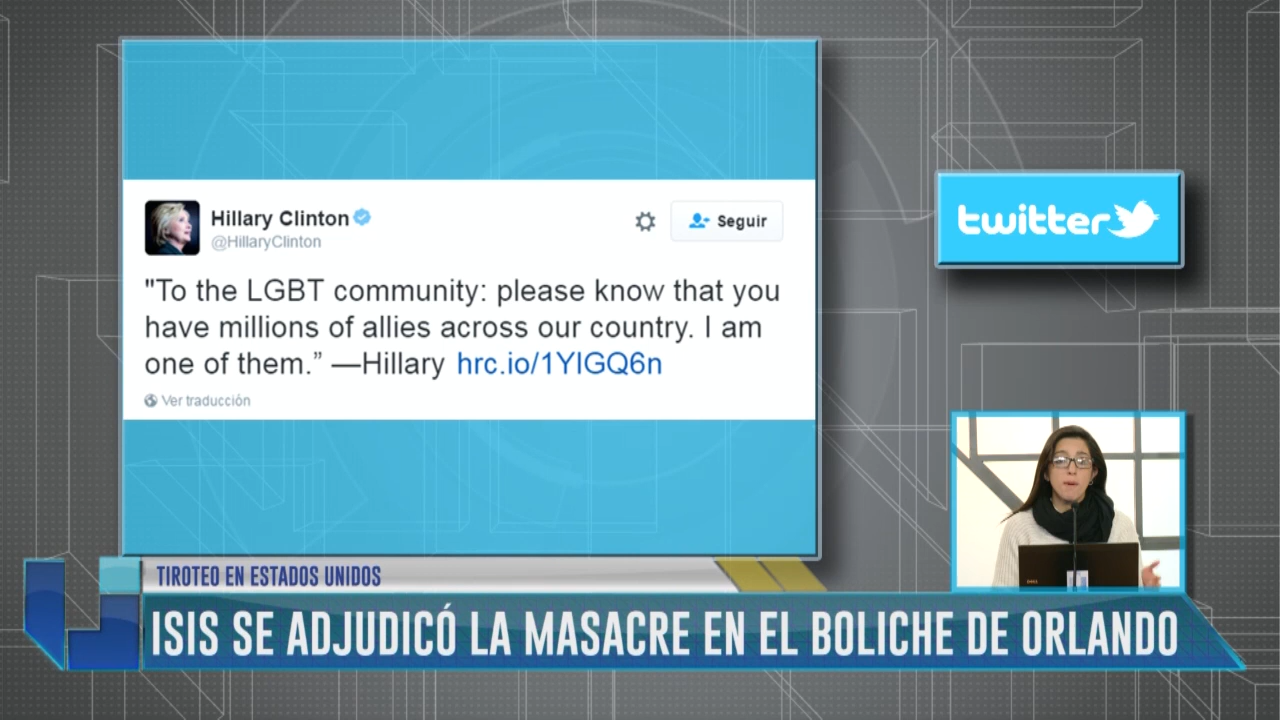 Hillary Clinton
@HillaryClinton
Seguir
"To the LGBT community: please know that you
have millions of allies across our country. I am
one of them.” —Hillary hrc.io/1YIGQ6n
Ver traducción
twitter
DELL
TIROTEO EN ESTADOS UNIDOS
ISIS SE ADJUDICÓ LA MASACRE EN EL BOLICHE DE ORLANDO